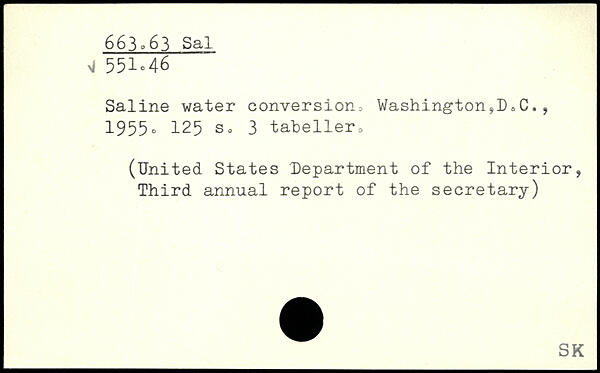 663.63 Sal
√ 551.46
Saline water conversion. Washington,D.C.,
1955. 125 s. 3 tabeller.
(United States Department of the Interior,
Third annual report of the secretary)
SK